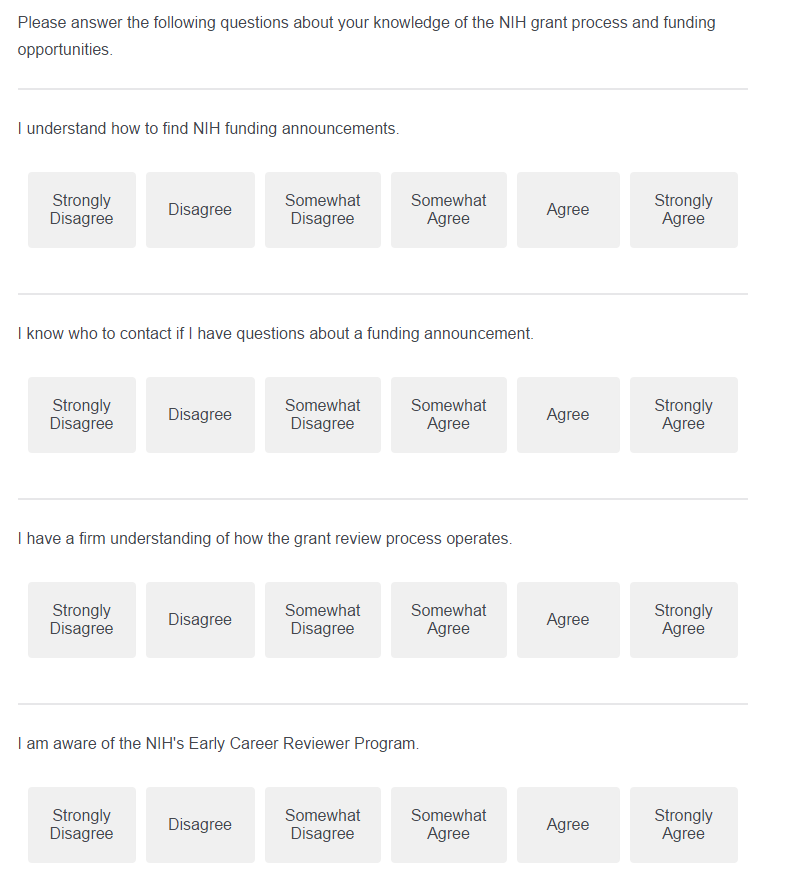 Please answer the following questions about your knowledge of the NIH grant process and funding
opportunities.
I understand how to find NIH funding announcements.
Strongly Disagree Disagree Somewhat Disagree Somewhat Agree Agree Strongly Agree
I know who to contact if I have questions about a funding announcement.
Strongly Disagree Disagree Somewhat Disagree Somewhat Agree Agree Strongly Agree
I have a firm understanding of how the grant review process operates.
Strongly Disagree Disagree Somewhat Disagree Somewhat Agree Agree Strongly Agree
I am aware of the NIH's Early Career Reviewer Program.
Strongly Disagree Disagree Somewhat Disagree Somewhat Agree Agree Strongly Agree